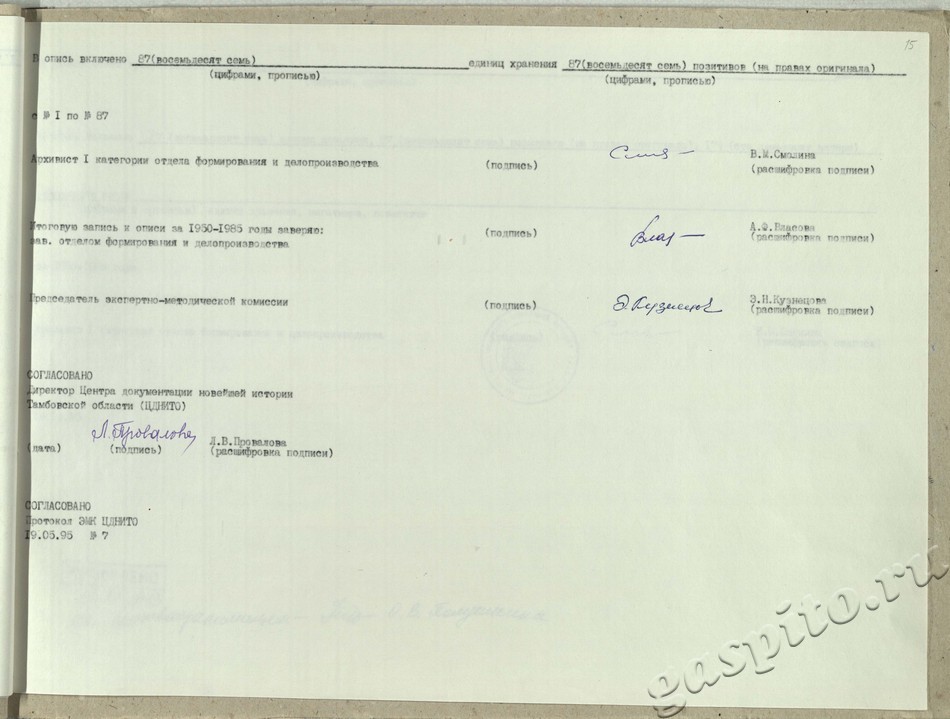 15
В опись включено 87(восемьдесят семь) единиц хранения 87(восемьдесят семь) позитивов (на правах оригинала)
(цифрами, прописью) (цифрами, прописью)
с № I по № 87
Архивист I категории отдела формирования и делопроизводства (подпись) В.М.Смолина
(расшифровка подписи)
Итоговую запись к описи за 1950-1985 годы заверяю:
зав. отделом формирования и делопроизводства (подпись) А.Ф.Власова
(расшифровка подписи)
Председатель экспертно-методической комиссии (подпись) Э.Кузнецов Э.Н.Кузнецова
(расшифровка подписи)
СОГЛАСОВАНО
Директор Центра документации новейшей истории
Тамбовской области (ЦДНИТО)
Л.Провалова Л.В.Провалова
(дата) (подпись) (расшифровка подписи)
СОГЛАСОВАНО
Протокол ЭМК ЦДНИТО
19.05.95 № 7
gaspito.ru